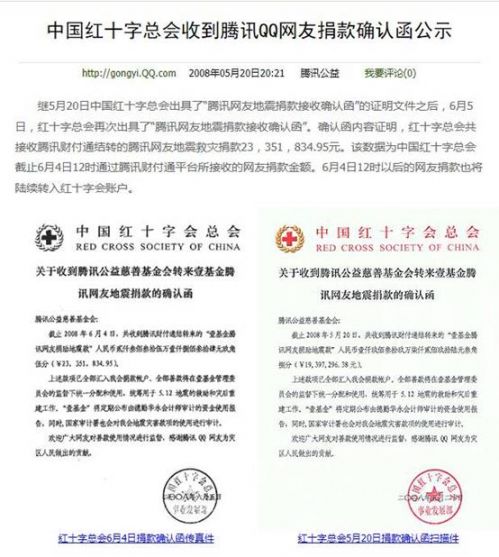 中国红十字总会收到腾讯QQ网友捐款确认函公示
http://gongyi.QQ.com 2008年05月20日20:21 腾讯公益 我要评论(0)
继5月20日中国红十字总会出具了“腾讯网友地震捐款接收确认函”的证明文件之后，6月5
日，红十字总会再次出具了“腾讯网友地震捐款接收确认函”。确认函内容证明，红十字总会共
接收腾讯财付通结转的腾讯网友地震救灾捐款23，351，834.95元。该数据为中国红十字总会
截止6月4日12时通过腾讯财付通平台所接收的网友捐款金额。6月4日12时以后的网友捐款也将
陆续转入红十字会账户。
中国红十字会总会
RED CROSS SOCIETY OF CHINA
关于收到腾讯公益慈善基金会转来壹基金腾
讯网友地震捐款的确认函
腾讯公益慈善基金会:
截止 2008 年 6 月 4 日，共收到腾讯财付通结转来的“壹基金腾
讯网友捐助地震款”人民币贰仟叁佰叁拾伍万壹仟捌佰叁拾肆元玖角
伍分（￥23，351，834.95）。
上述款项已全部汇入我会捐款帐户，全部善款将在壹基金管理委
员会的监督下统一分配和使用，统筹用于 5.12 地震的救助和灾后重
建工作，“壹基金”将定期公布由德勤华永会计师审计的资金使用报
告，同时，国家审计署也会对我会地震灾害款项的使用进行审计。
欢迎广大网友对善款使用情况进行监督，感谢腾讯 QQ 网友为灾
区人民做出的贡献。
二〇〇八年六月五日
红十字总会6月4日捐款确认函传真件
中国红十字会总会
RED CROSS SOCIETY OF CHINA
关于收到腾讯公益慈善基金会转来壹基金腾
讯网友地震捐款的确认函
腾讯公益慈善基金会:
截止 2008 年 5 月 20 日，共收到腾讯财付通结转来的“壹基金腾
讯网友捐助地震款”人民币壹仟玖佰叁拾玖万柒仟贰佰玖拾陆元叁角
捌分（￥19,397,296.38 元）。
上述款项已全部汇入我会捐款帐户，全部善款将在壹基金管理委
员会的监督下统一分配和使用，统筹用于 5.12 地震的救助和灾后重
建工作。“壹基金”将定期公布由德勤华永会计师审计的资金使用报
告，同时，国家审计署也会对我会地震灾害款项的使用进行审计。
欢迎广大网友对善款使用情况进行监督，感谢腾讯 QQ 网友为灾
区人民做出的贡献。
红十字总会5月20日捐款确认函扫描件